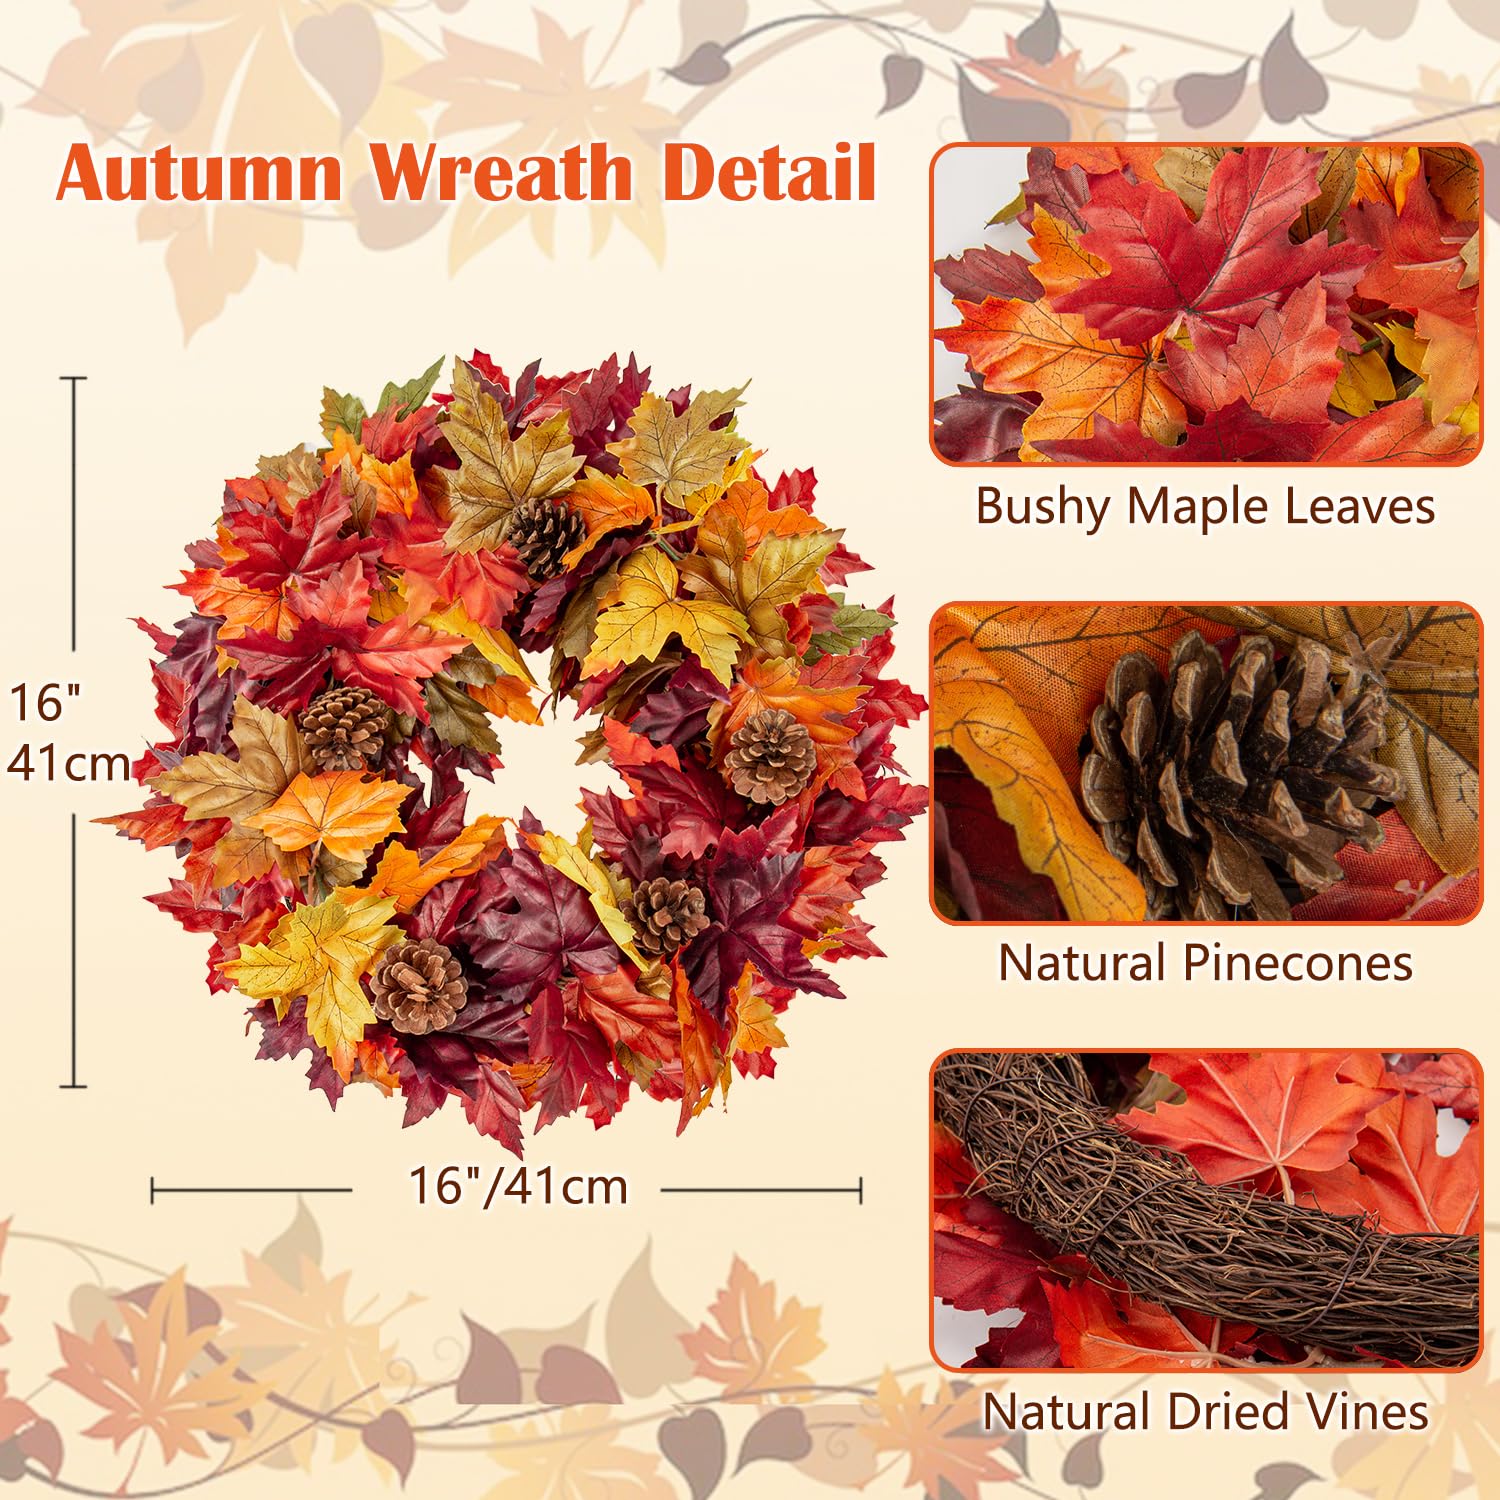 Autumn Wreath Detail
16"
41cm
16"/41cm
Bushy Maple Leaves
Natural Pinecones
Natural Dried Vines